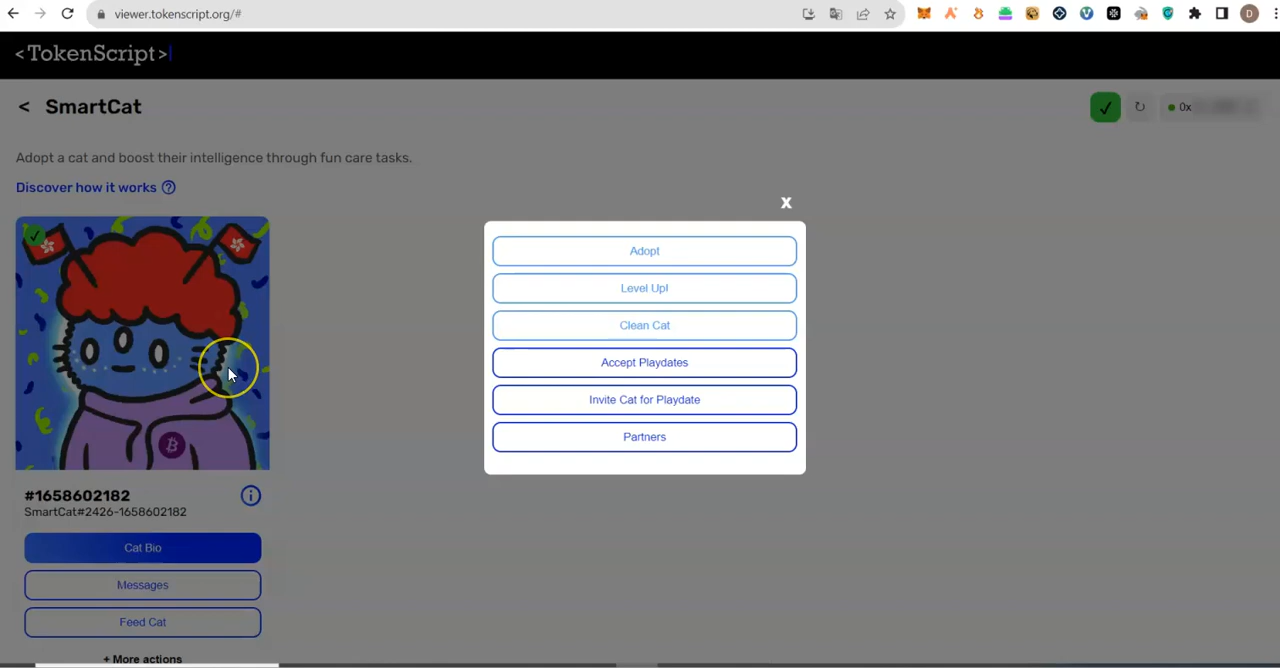 viewer.tokenscript.org/#
D
<TokenScript>
< SmartCat
0x
Adopt a cat and boost their intelligence through fun care tasks.
Discover how it works ?
X
Adopt
Level Up!
Clean Cat
Accept Playdates
Invite Cat for Playdate
Partners
#1658602182
SmartCat#2426-1658602182
Cat Bio
Messages
Feed Cat
+ More actions